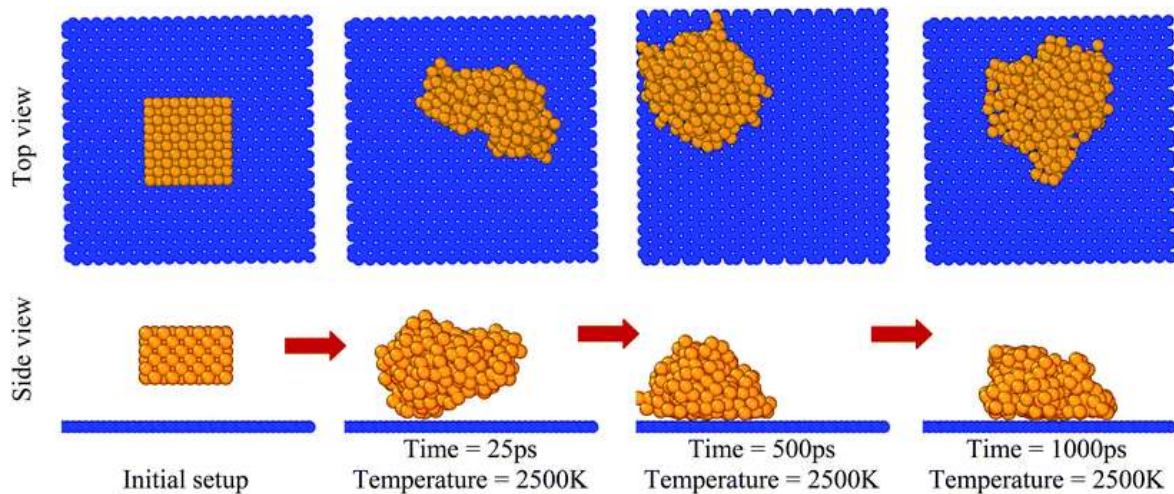 Top view
Side view
Initial setup
Time = 25ps
Temperature = 2500K
Time = 500ps
Temperature = 2500K
Time = 1000ps
Temperature = 2500K